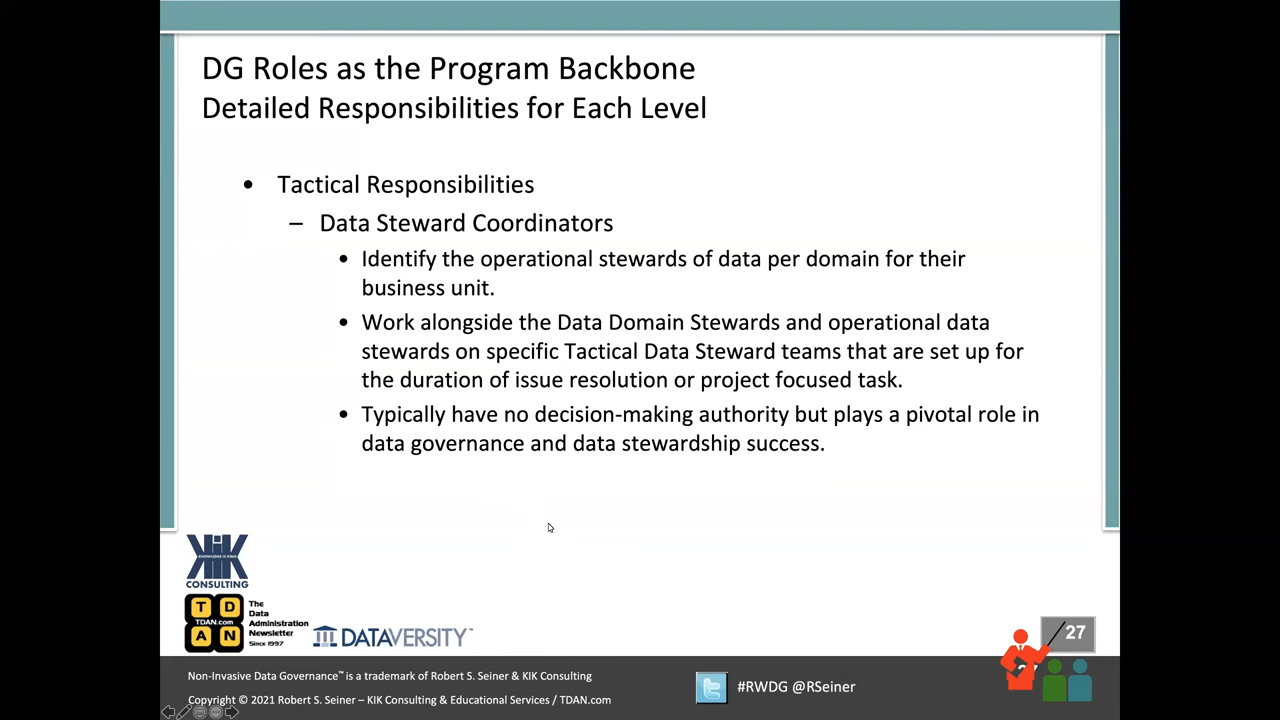 DG Roles as the Program Backbone
Detailed Responsibilities for Each Level
• Tactical Responsibilities
– Data Steward Coordinators
• Identify the operational stewards of data per domain for their
business unit.
• Work alongside the Data Domain Stewards and operational data
stewards on specific Tactical Data Steward teams that are set up for
the duration of issue resolution or project focused task.
• Typically have no decision-making authority but plays a pivotal role in
data governance and data stewardship success.
KIK
KNOWLEDGE IS KING
CONSULTING
T D
TDAN.com
A N
The
Data
Administration
Newsletter
Since 1997
DATAVERSITY™
27
Non-Invasive Data Governance™ is a trademark of Robert S. Seiner & KIK Consulting
Copyright © 2021 Robert S. Seiner – KIK Consulting & Educational Services / TDAN.com
#RWDG @RSeiner